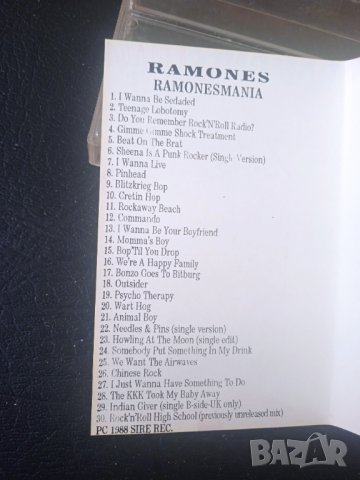 RAMONES
RAMONESMANIA
1. I Wanna Be Sedaded
2. Teenage Lobotomy
3. Do You Remember Rock'N'Roll Radio?
4. Gimme Gimme Shock Treatment
5. Beat On The Brat
6. Sheena Is A Punk Rocker (Singl. Version)
7. I Wanna Live
8. Pinhead
9. Blitzkrieg Bop
10. Cretin Hop
11. Rockaway Beach
12. Commando
13. I Wanna Be Your Boyfriend
14. Momma's Boy
15. Bop'Til You Drop
16. We're A Happy Family
17. Bonzo Goes To Bitburg
18. Outsider
19. Psycho Therapy
20. Wart Hog
21. Animal Boy
22. Needles & Pins (single version)
23. Howling At The Moon (single edit)
24. Somebody Put Something In My Drink
25. We Want The Airwaves
26. Chinese Rock
27. I Just Wanna Have Something To Do
28. The KKK Took My Baby Away
29. Indian Giver (single B-side-UK only)
30. Rock'n'Roll High School (previously unreleased mix)
PC 1988 SIRE REC.
BAZAR